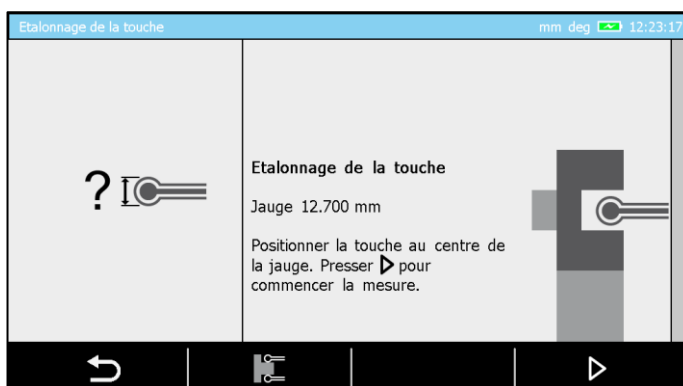 Etalonnage de la touche
mm deg 12:23:17
?
Etalonnage de la touche
Jauge 12.700 mm
Positionner la touche au centre de
la jauge. Presser ▷ pour
commencer la mesure.